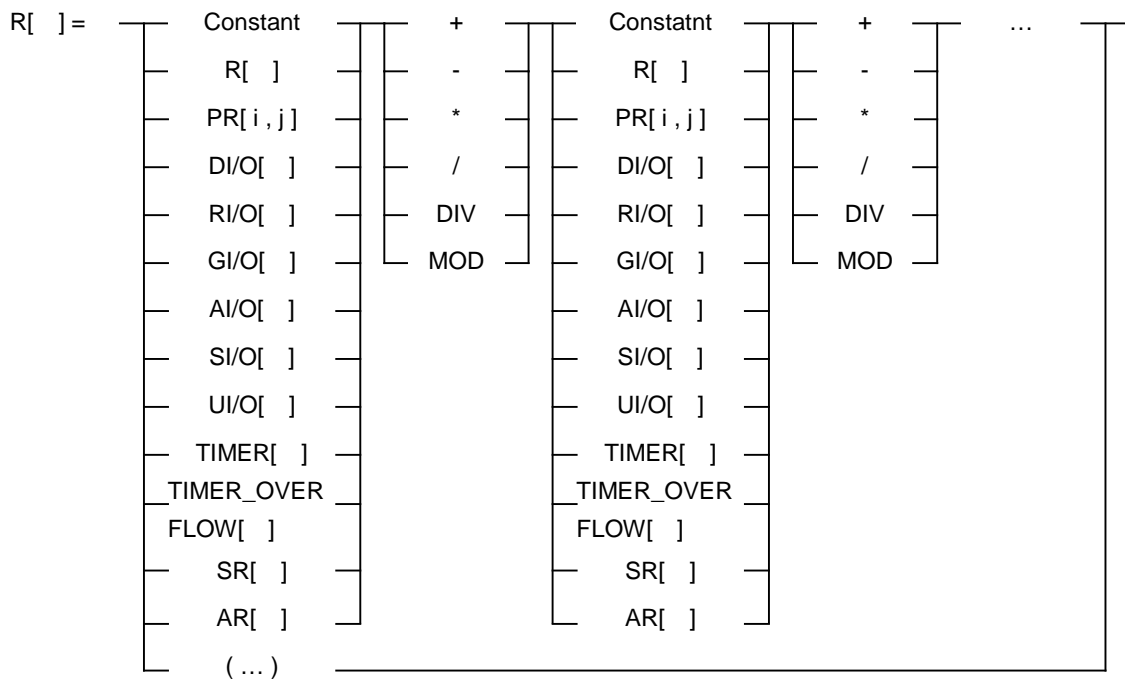 R[ ] = Constant + Constatnt + …
R[ ] - R[ ] -
PR[ i , j ] * PR[ i , j ] *
DI/O[ ] / DI/O[ ] /
RI/O[ ] DIV RI/O[ ] DIV
GI/O[ ] MOD GI/O[ ] MOD
AI/O[ ] AI/O[ ]
SI/O[ ] SI/O[ ]
UI/O[ ] UI/O[ ]
TIMER[ ] TIMER[ ]
TIMER_OVER TIMER_OVER
FLOW[ ] FLOW[ ]
SR[ ] SR[ ]
AR[ ] AR[ ]
( … )